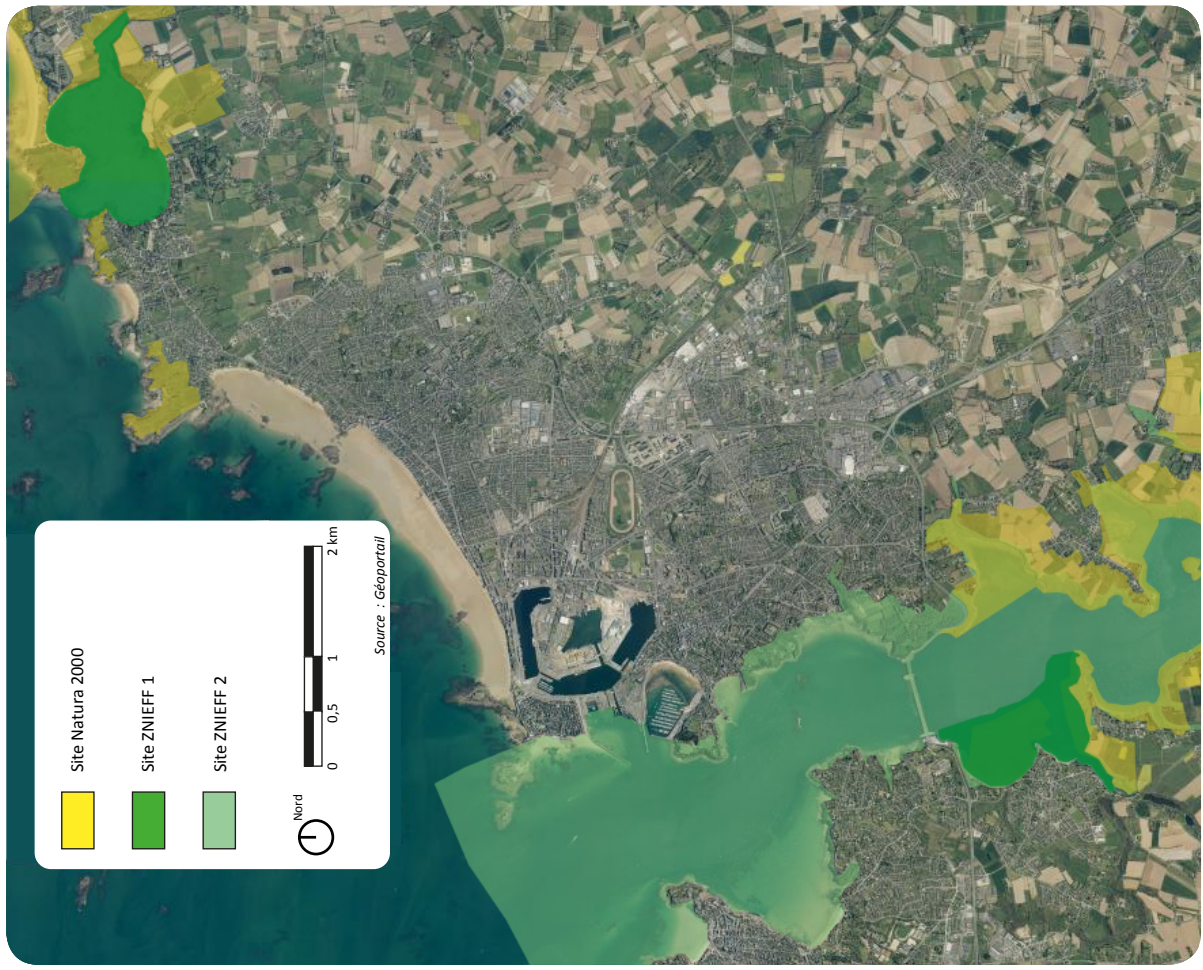 Site Natura 2000
Site ZNIEFF 1
Site ZNIEFF 2
Nord
0 0,5 1 2 km
Source : Géoportail